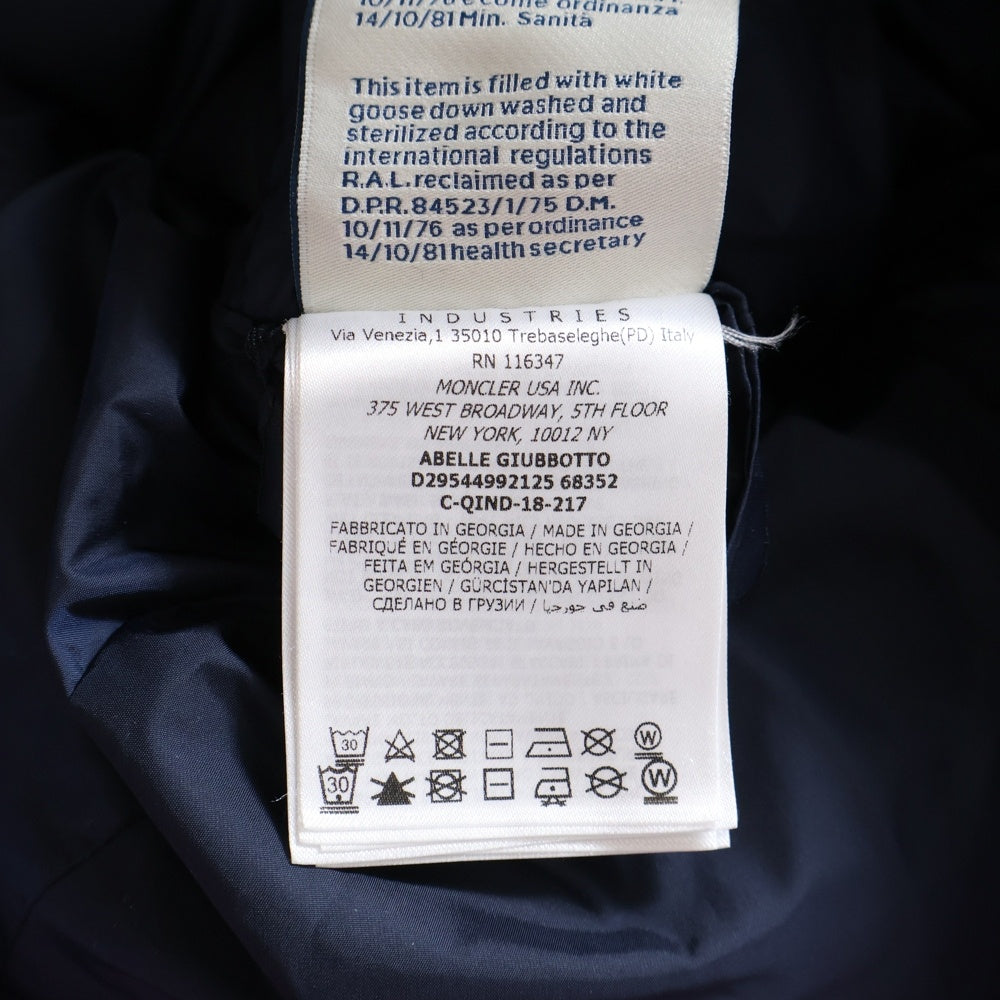 10/11/76 e come ordinanza
14/10/81 Min. Sanità
This item is filled with white
goose down washed and
sterilized according to the
international regulations
R.A.L. reclaimed as per
D.P.R. 84523/1/75 D.M.
10/11/76 as per ordinance
14/10/81 health secretary
INDUSTRIES
Via Venezia,1 35010 Trebaseleghe(PD) Italy
RN 116347
MONCLER USA INC.
375 WEST BROADWAY, 5TH FLOOR
NEW YORK, 10012 NY
ABELLE GIUBBOTTO
D29544992125 68352
C-QIND-18-217
FABBRICATO IN GEORGIA / MADE IN GEORGIA /
FABRIQUÉ EN GÉORGIE / HECHO EN GEORGIA /
FEITA EM GEÓRGIA / HERGESTELLT IN
GEORGIEN / GÜRCİSTAN'DA YAPILAN /
СДЕЛАНО В ГРУЗИИ / صنع في جورجيا
30 W
30 W